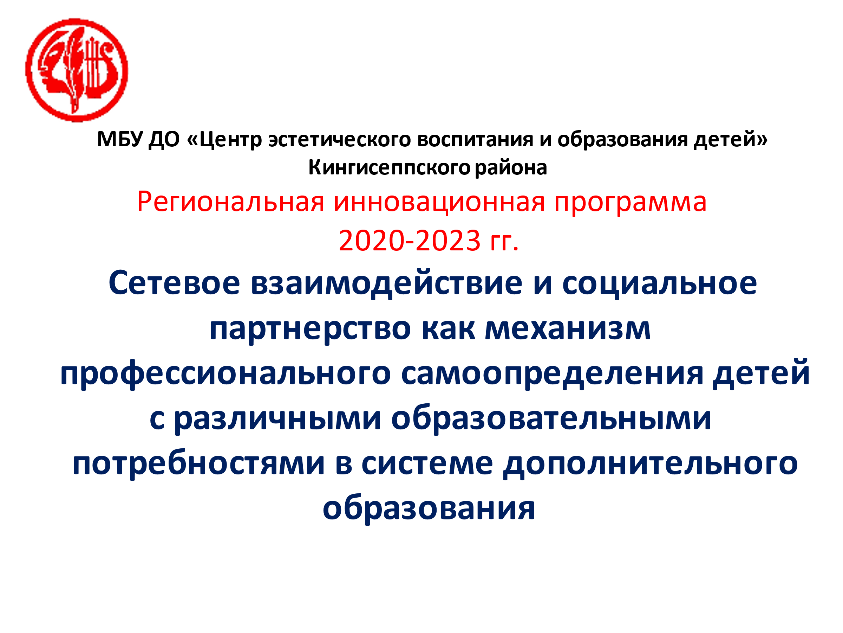 МБУ ДО «Центр эстетического воспитания и образования детей»
Кингисеппского района
Региональная инновационная программа
2020-2023 гг.
Сетевое взаимодействие и социальное
партнерство как механизм
профессионального самоопределения детей
с различными образовательными
потребностями в системе дополнительного
образования